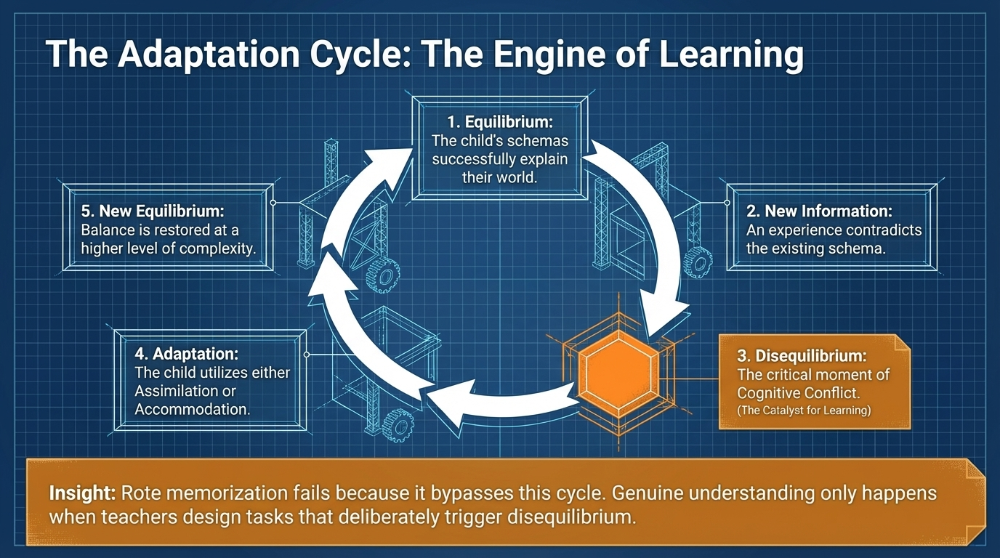 The Adaptation Cycle: The Engine of Learning
1. Equilibrium:
The child's schemas
successfully explain
their world.
2. New Information:
An experience contradicts
the existing schema.
3. Disequilibrium:
The critical moment of
Cognitive Conflict.
(The Catalyst for Learning)
4. Adaptation:
The child utilizes either
Assimilation or
Accommodation.
5. New Equilibrium:
Balance is restored at a
higher level of complexity.
Insight: Rote memorization fails because it bypasses this cycle. Genuine understanding only happens
when teachers design tasks that deliberately trigger disequilibrium.